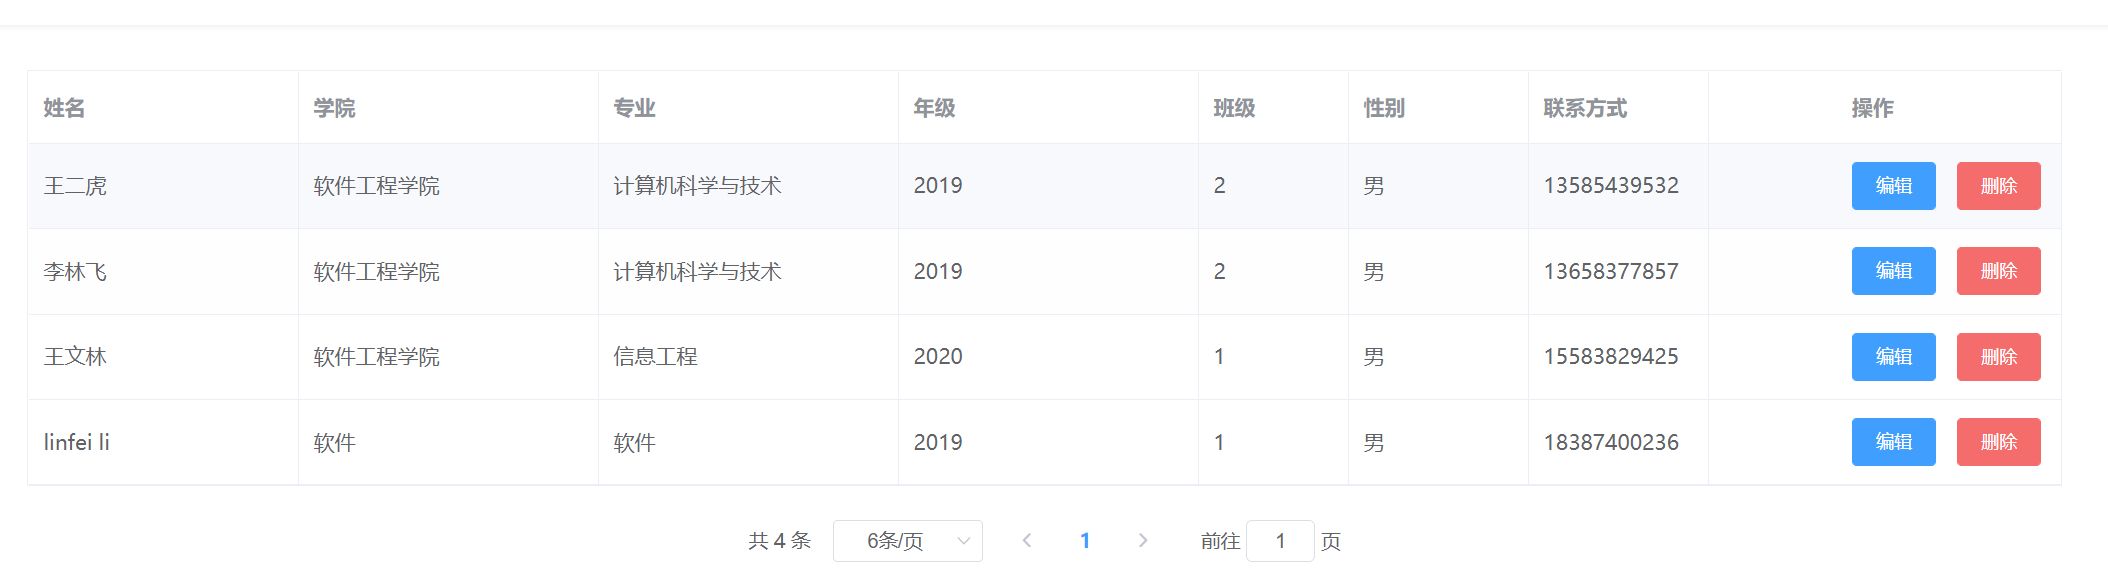 姓名 学院 专业 年级 班级 性别 联系方式 操作
王二虎 软件工程学院 计算机科学与技术 2019 2 男 13585439532 编辑 删除
李林飞 软件工程学院 计算机科学与技术 2019 2 男 13658377857 编辑 删除
王文林 软件工程学院 信息工程 2020 1 男 15583829425 编辑 删除
linfei li 软件 软件 2019 1 男 18387400236 编辑 删除
共 4 条 6条/页 1 前往 1 页